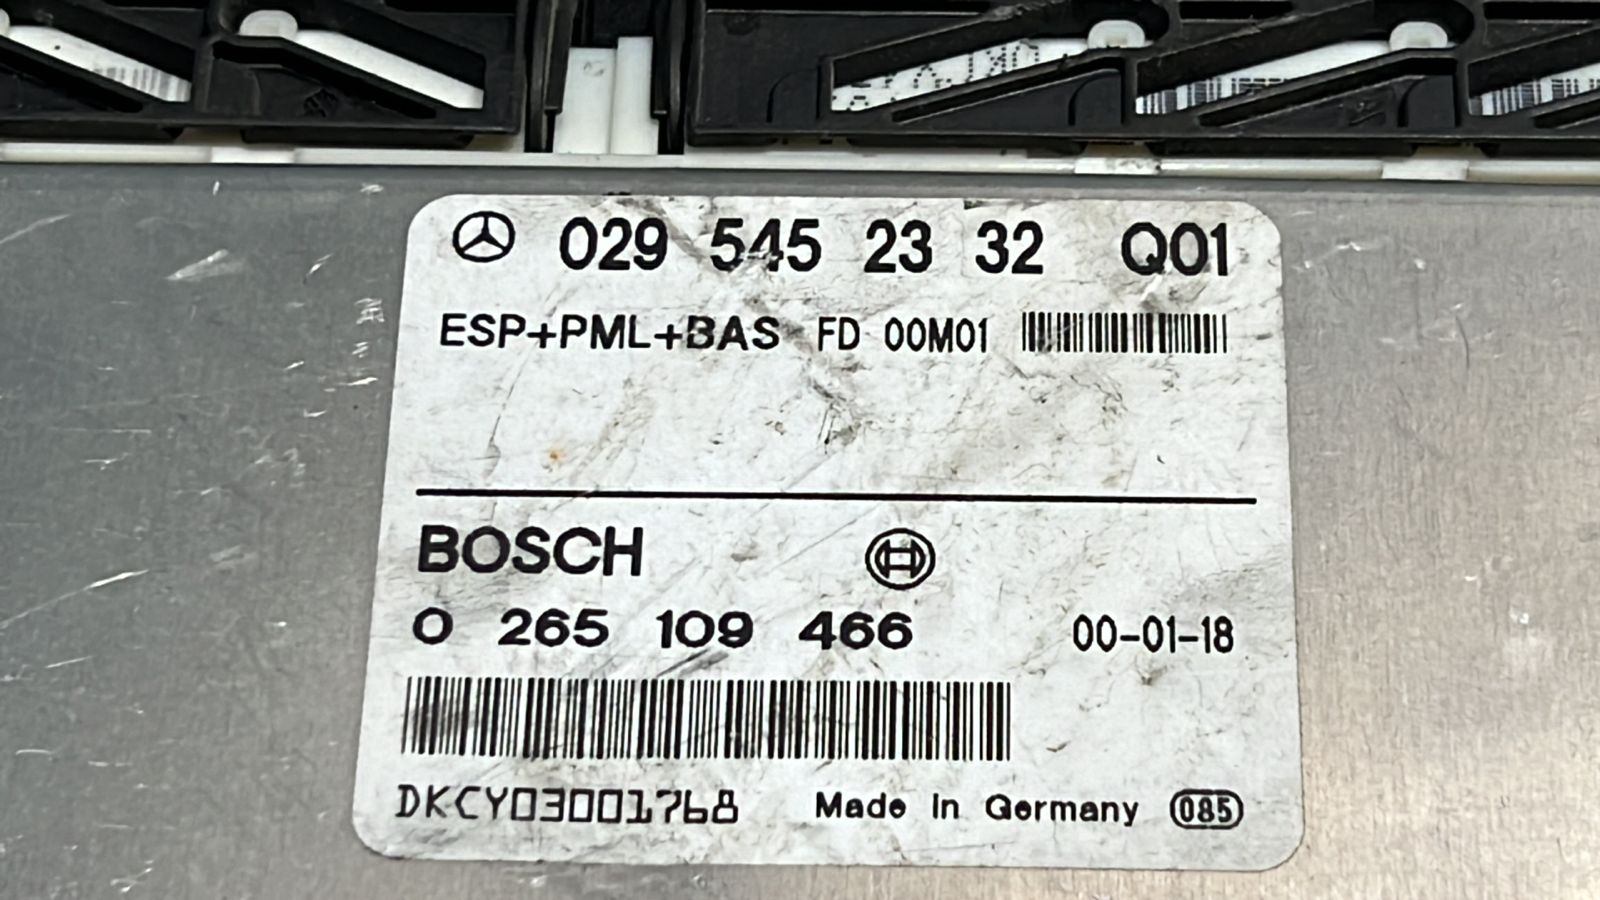 029 545 23 32 Q01
ESP+PML+BAS FD 00M01
BOSCH
0 265 109 466 00-01-18
DKCY03001768 Made in Germany 085